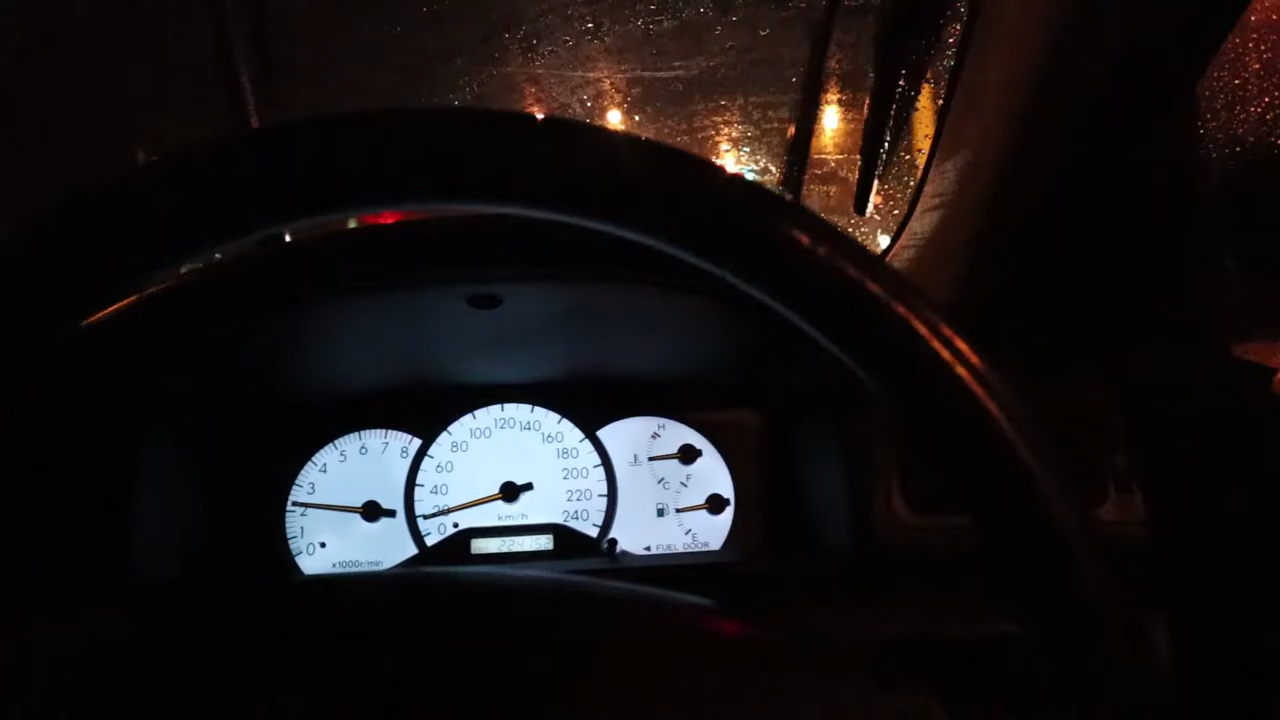 0 1 2 3 4 5 6 7 8
x1000r/min
0 20 40 60 80 100 120 140 160 180 200 220 240
km/h
224152
H
C
F
E
◀ FUEL DOOR